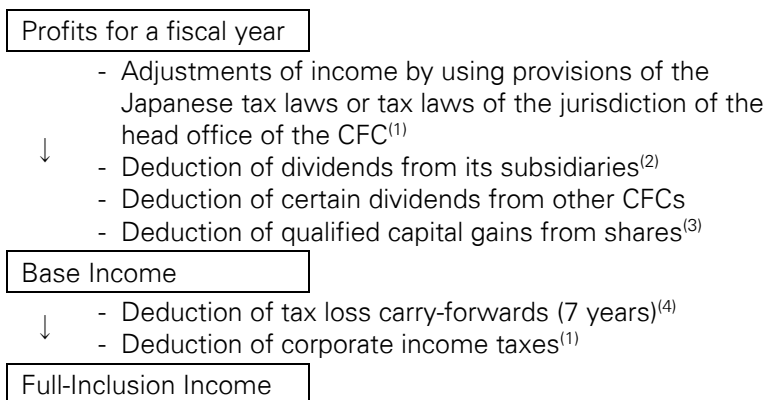 Profits for a fiscal year
- Adjustments of income by using provisions of the
Japanese tax laws or tax laws of the jurisdiction of the
head office of the CFC(1)
↓
- Deduction of dividends from its subsidiaries(2)
- Deduction of certain dividends from other CFCs
- Deduction of qualified capital gains from shares(3)
Base Income
- Deduction of tax loss carry-forwards (7 years)(4)
↓
- Deduction of corporate income taxes(1)
Full-Inclusion Income